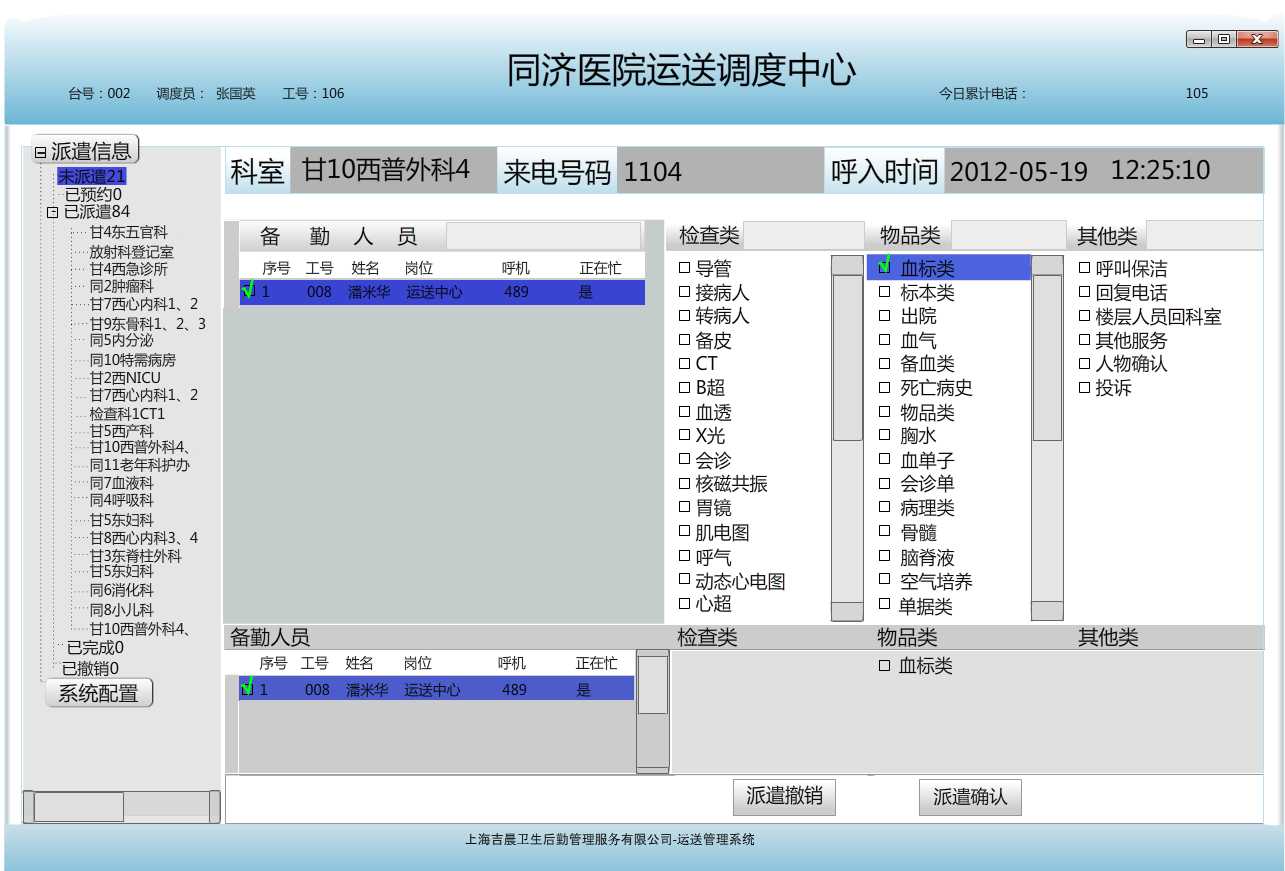 同济医院运送调度中心
台号：002 调度员： 张国英 工号：106 今日累计电话： 105
派遣信息
未派遣21
已预约0
已派遣84
甘4东五官科
放射科登记室
甘4西急诊所
同2肿瘤科
甘7西心内科1、2
甘9东骨科1、2、3
同5内分泌
同10特需病房
甘2西NICU
甘7西心内科1、2
检查科1CT1
甘5西产科
甘10西普外科4、
同11老年科护办
同7血液科
同4呼吸科
甘5东妇科
甘8西心内科3、4
甘3东脊柱外科
甘5东妇科
同6消化科
同8小儿科
甘10西普外科4、
已完成0
已撤销0
系统配置
科室 甘10西普外科4 来电号码 1104 呼入时间 2012-05-19 12:25:10
备 勤 人 员
序号 工号 姓名 岗位 呼机 正在忙
1 008 潘米华 运送中心 489 是
检查类
导管
接病人
转病人
备皮
CT
B超
血透
X光
会诊
核磁共振
胃镜
肌电图
呼气
动态心电图
心超
物品类
血标类
标本类
出院
血气
备血类
死亡病史
物品类
胸水
血单子
会诊单
病理类
骨髓
脑脊液
空气培养
单据类
其他类
呼叫保洁
回复电话
楼层人员回科室
其他服务
人物确认
投诉
备勤人员 检查类 物品类 其他类
序号 工号 姓名 岗位 呼机 正在忙
1 008 潘米华 运送中心 489 是
血标类
派遣撤销 派遣确认
上海吉晨卫生后勤管理服务有限公司-运送管理系统